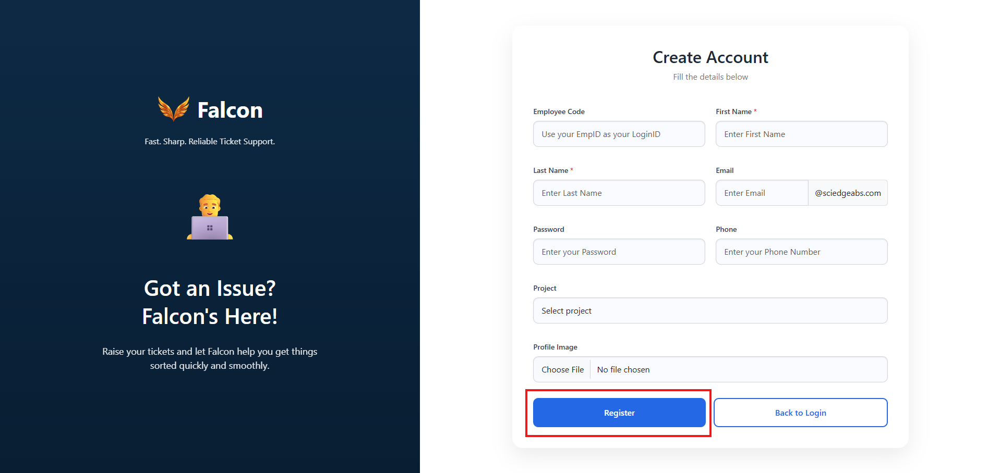 Falcon
Fast. Sharp. Reliable Ticket Support.
Got an Issue?
Falcon's Here!
Raise your tickets and let Falcon help you get things
sorted quickly and smoothly.
Create Account
Fill the details below
Employee Code
Use your EmpID as your LoginID
First Name *
Enter First Name
Last Name *
Enter Last Name
Email
Enter Email @sciedgeabs.com
Password
Enter your Password
Phone
Enter your Phone Number
Project
Select project
Profile Image
Choose File No file chosen
Register
Back to Login